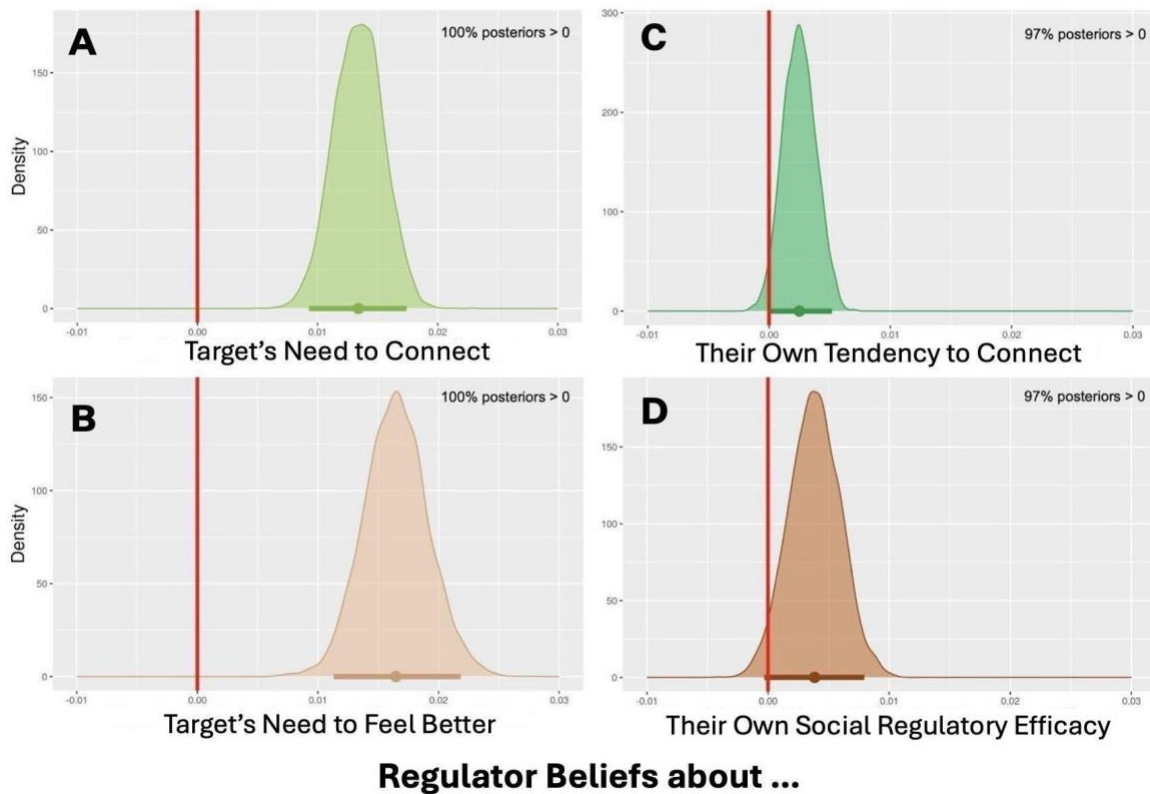 A
100% posteriors > 0
150
100
50
0
Density
-0.01
0.00
0.01
0.02
0.03
Target's Need to Connect
C
97% posteriors > 0
300
200
100
0
-0.01
0.00
0.01
0.02
0.03
Their Own Tendency to Connect
B
100% posteriors > 0
150
100
50
0
Density
-0.01
0.00
0.01
0.02
0.03
Target's Need to Feel Better
D
97% posteriors > 0
150
100
50
0
-0.01
0.00
0.01
0.02
0.03
Their Own Social Regulatory Efficacy
Regulator Beliefs about ...